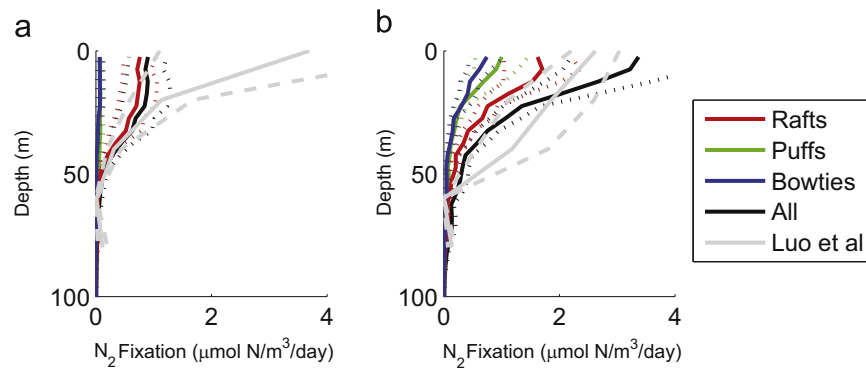 a
b
0
50
100
Depth (m)
0
2
4
N2 Fixation (μmol N/m3/day)
0
50
100
Depth (m)
0
2
4
N2 Fixation (μmol N/m3/day)
Rafts
Puffs
Bowties
All
Luo et al